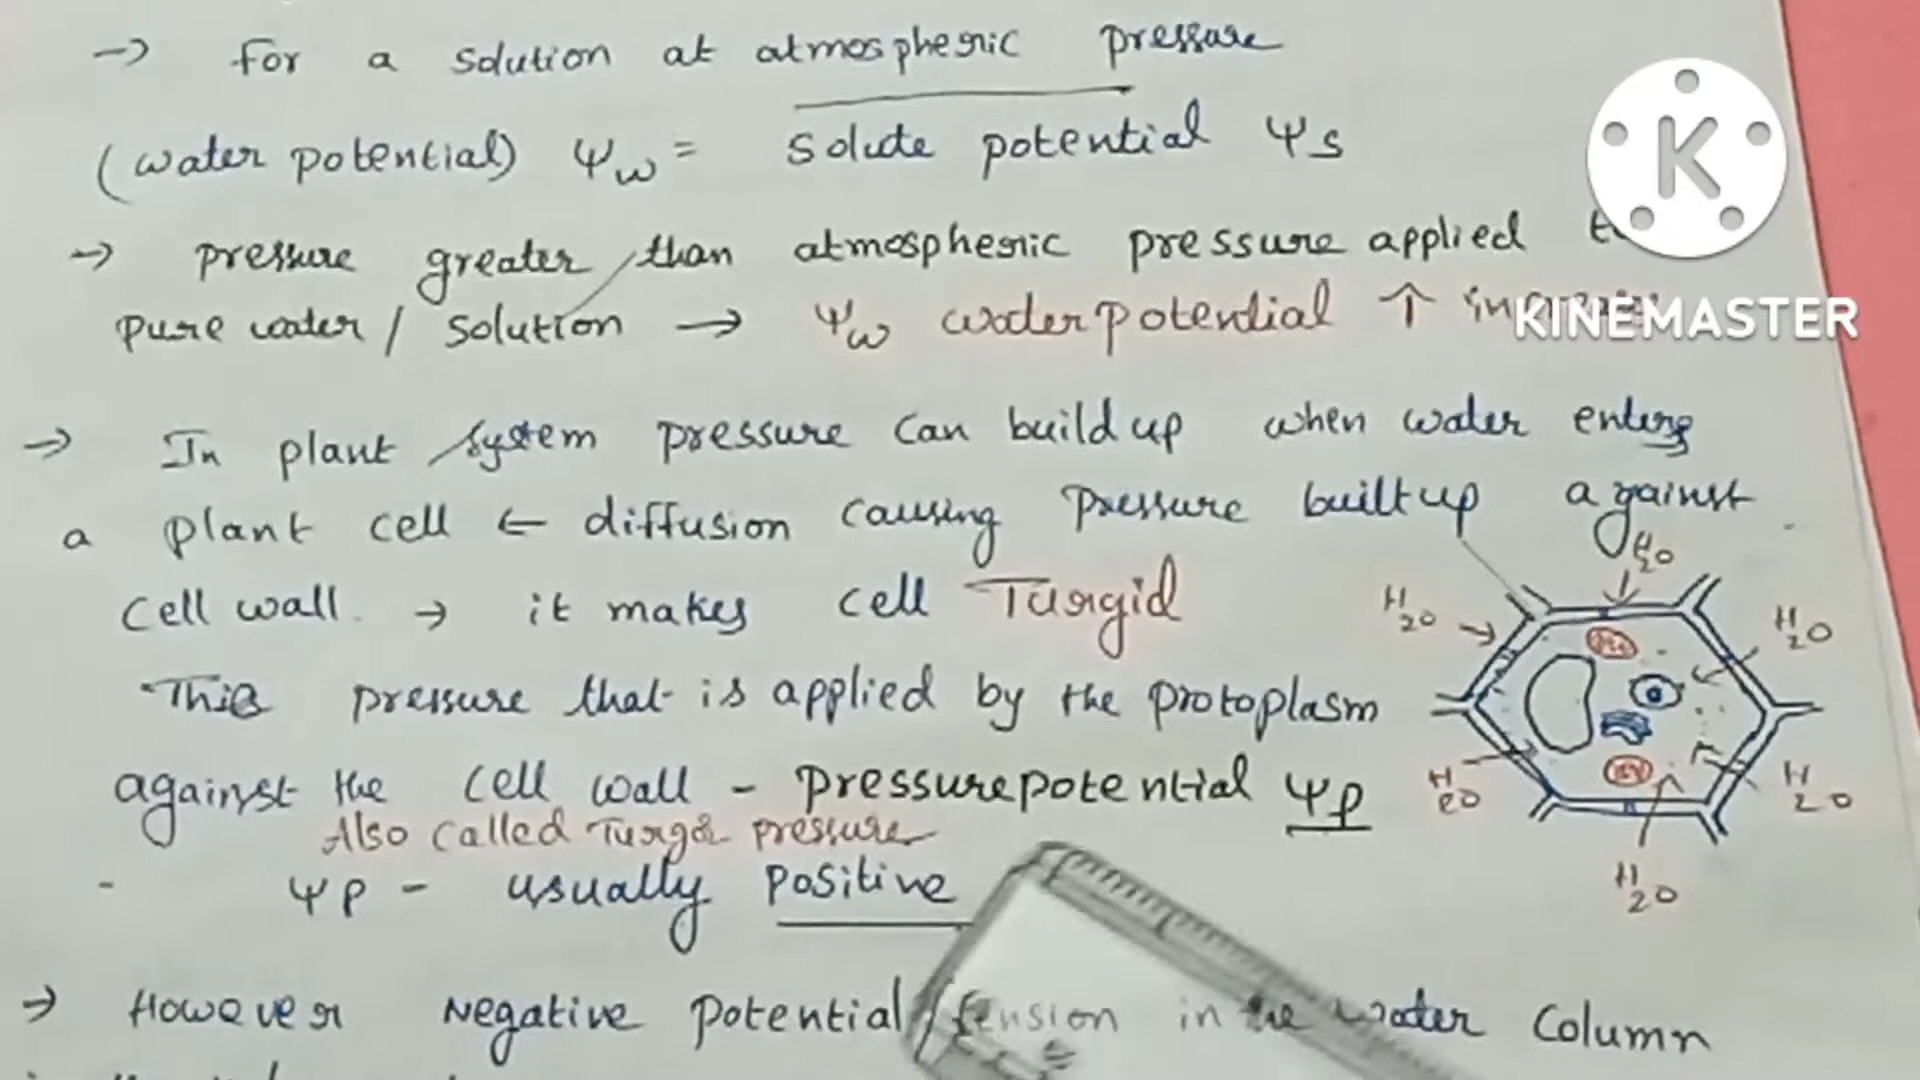 → For a solution at atmospheric pressure
(water potential) Ψw = solute potential Ψs
→ pressure greater than atmospheric pressure applied
pure water / solution → Ψw water potential ↑
→ In plant system pressure can build up when water enters
a plant cell ← diffusion causing pressure built up against
cell wall. → it makes cell Turgid
This pressure that is applied by the protoplasm
against the cell wall - pressure potential Ψp
Also called Turgor pressure
Ψp - usually positive
→ However Negative potential / tension in the water column
H2O
H2O
H2O
H2O
H2O
H2O
K
KINEMASTER